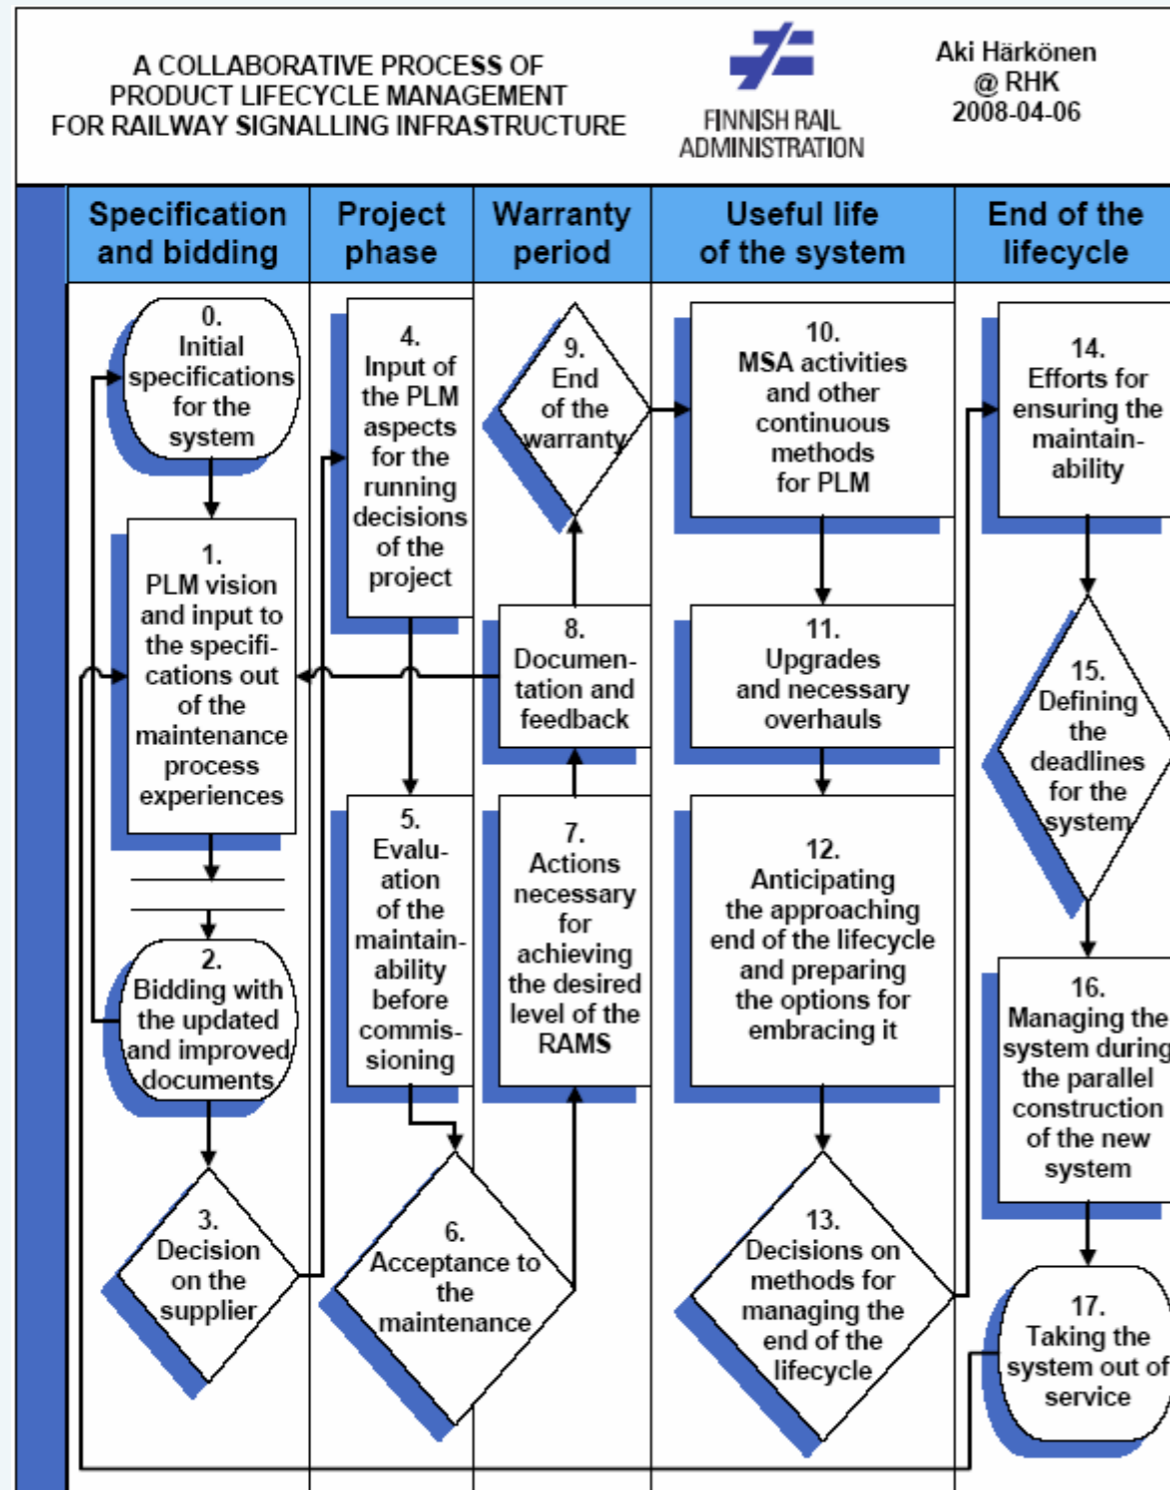 A COLLABORATIVE PROCESS OF
PRODUCT LIFECYCLE MANAGEMENT
FOR RAILWAY SIGNALLING INFRASTRUCTURE
FINNISH RAIL
ADMINISTRATION
Aki Härkönen
@ RHK
2008-04-06
Specification
and bidding
Project
phase
Warranty
period
Useful life
of the system
End of the
lifecycle
0.
Initial
specifications
for the
system
1.
PLM vision
and input to
the specifi-
cations out
of the
maintenance
process
experiences
2.
Bidding with
the updated
and improved
documents
3.
Decision
on the
supplier
4.
Input of
the PLM
aspects
for the
running
decisions
of the
project
5.
Evalu-
ation
of the
maintain-
ability
before
commis-
sioning
6.
Acceptance to
the
maintenance
7.
Actions
necessary
for
achieving
the desired
level of the
RAMS
8.
Documen-
tation and
feedback
9.
End
of the
warranty
10.
MSA activities
and other
continuous
methods
for PLM
11.
Upgrades
and necessary
overhauls
12.
Anticipating
the approaching
end of the lifecycle
and preparing
the options for
embracing it
13.
Decisions on
methods for
managing the
end of the
lifecycle
14.
Efforts for
ensuring the
maintain-
ability
15.
Defining
the
deadlines
for the
system
16.
Managing the
system during
the parallel
construction
of the new
system
17.
Taking the
system out of
service